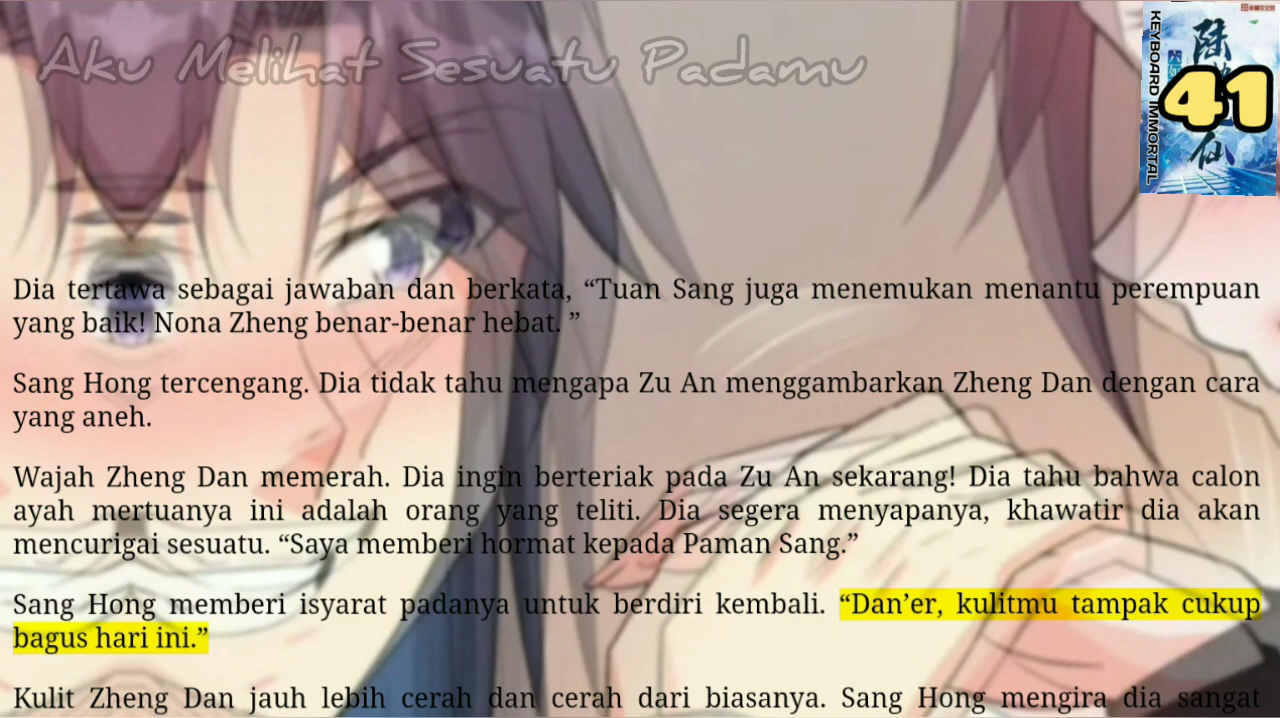 Aku Melihat Sesuatu Padamu
KEYBOARD IMMORTAL
41
Dia tertawa sebagai jawaban dan berkata, “Tuan Sang juga menemukan menantu perempuan
yang baik! Nona Zheng benar-benar hebat. ”
Sang Hong tercengang. Dia tidak tahu mengapa Zu An menggambarkan Zheng Dan dengan cara
yang aneh.
Wajah Zheng Dan memerah. Dia ingin berteriak pada Zu An sekarang! Dia tahu bahwa calon
ayah mertuanya ini adalah orang yang teliti. Dia segera menyapanya, khawatir dia akan
mencurigai sesuatu. “Saya memberi hormat kepada Paman Sang.”
Sang Hong memberi isyarat padanya untuk berdiri kembali. “Dan’er, kulitmu tampak cukup
bagus hari ini.”
Kulit Zheng Dan jauh lebih cerah dan cerah dari biasanya. Sang Hong mengira dia sangat